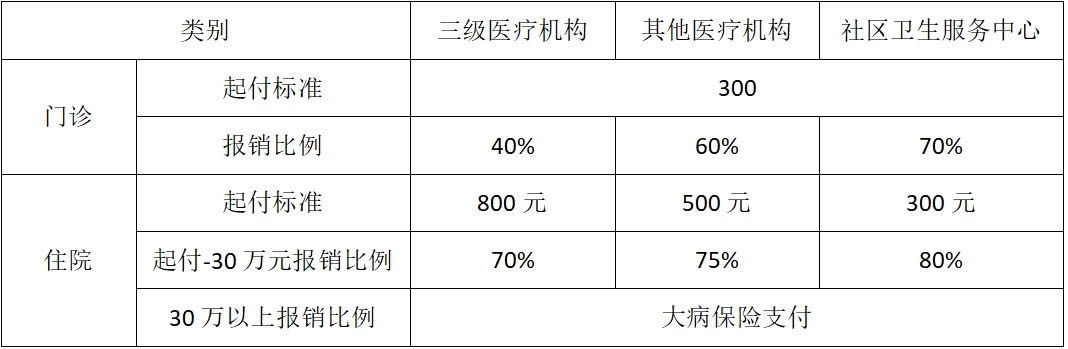 类别 三级医疗机构 其他医疗机构 社区卫生服务中心
门诊 起付标准 300
报销比例 40% 60% 70%
住院 起付标准 800 元 500 元 300 元
起付-30 万元报销比例 70% 75% 80%
30 万以上报销比例 大病保险支付